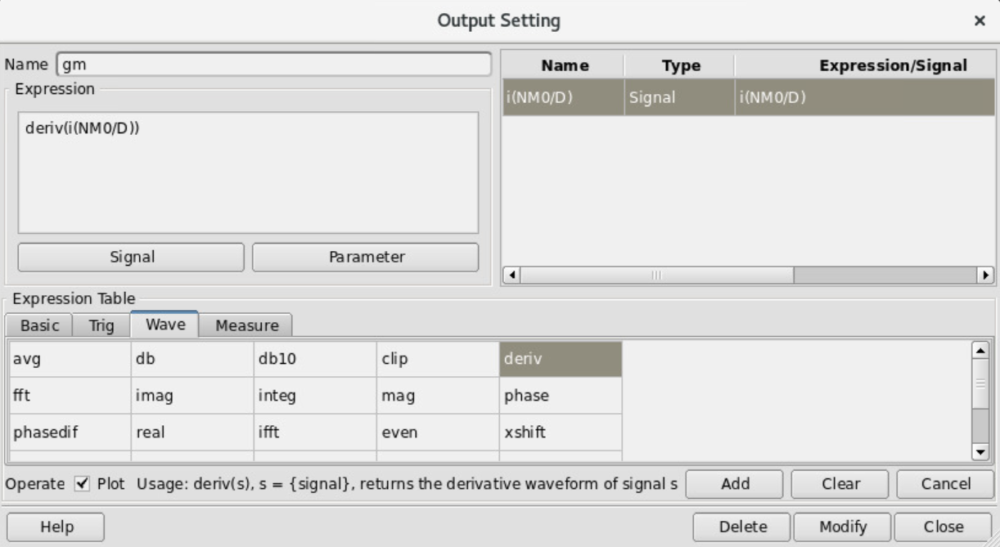 Output Setting
Name gm
Expression
deriv(i(NM0/D))
Signal Parameter
Name Type Expression/Signal
i(NM0/D) Signal i(NM0/D)
Expression Table
Basic Trig Wave Measure
avg db db10 clip deriv
fft imag integ mag phase
phasedif real ifft even xshift
Operate Plot Usage: deriv(s), s = {signal}, returns the derivative waveform of signal s Add Clear Cancel
Help Delete Modify Close